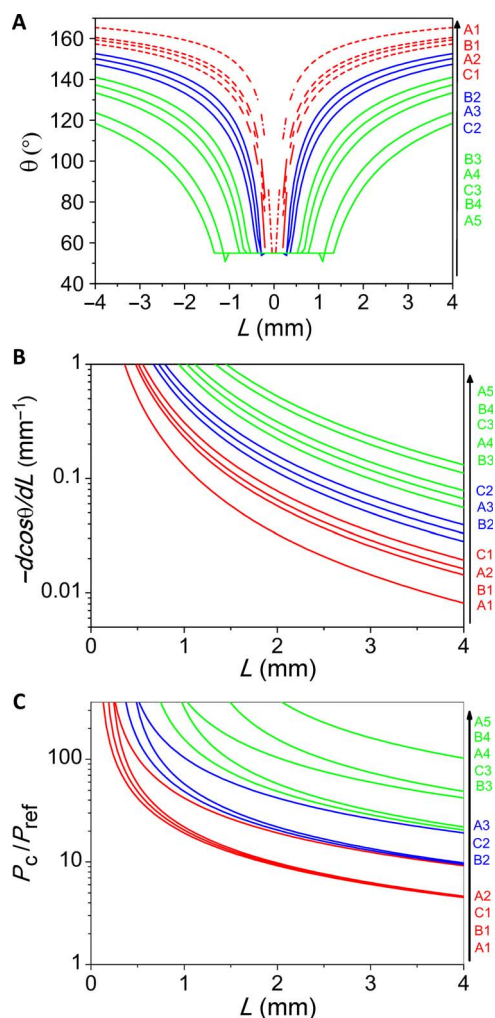 A
θ (°)
160
140
120
100
80
60
40
−4
−3
−2
−1
0
1
2
3
4
L (mm)
A1
B1
A2
C1
B2
A3
C2
B3
A4
C3
B4
A5
B
−dcosθ/dL (mm⁻¹)
1
0.1
0.01
0
1
2
3
4
L (mm)
A5
B4
C3
A4
B3
C2
A3
B2
C1
A2
B1
A1
C
Pc/Pref
100
10
1
0
1
2
3
4
L (mm)
A5
B4
A4
C3
B3
A3
C2
B2
A2
C1
B1
A1